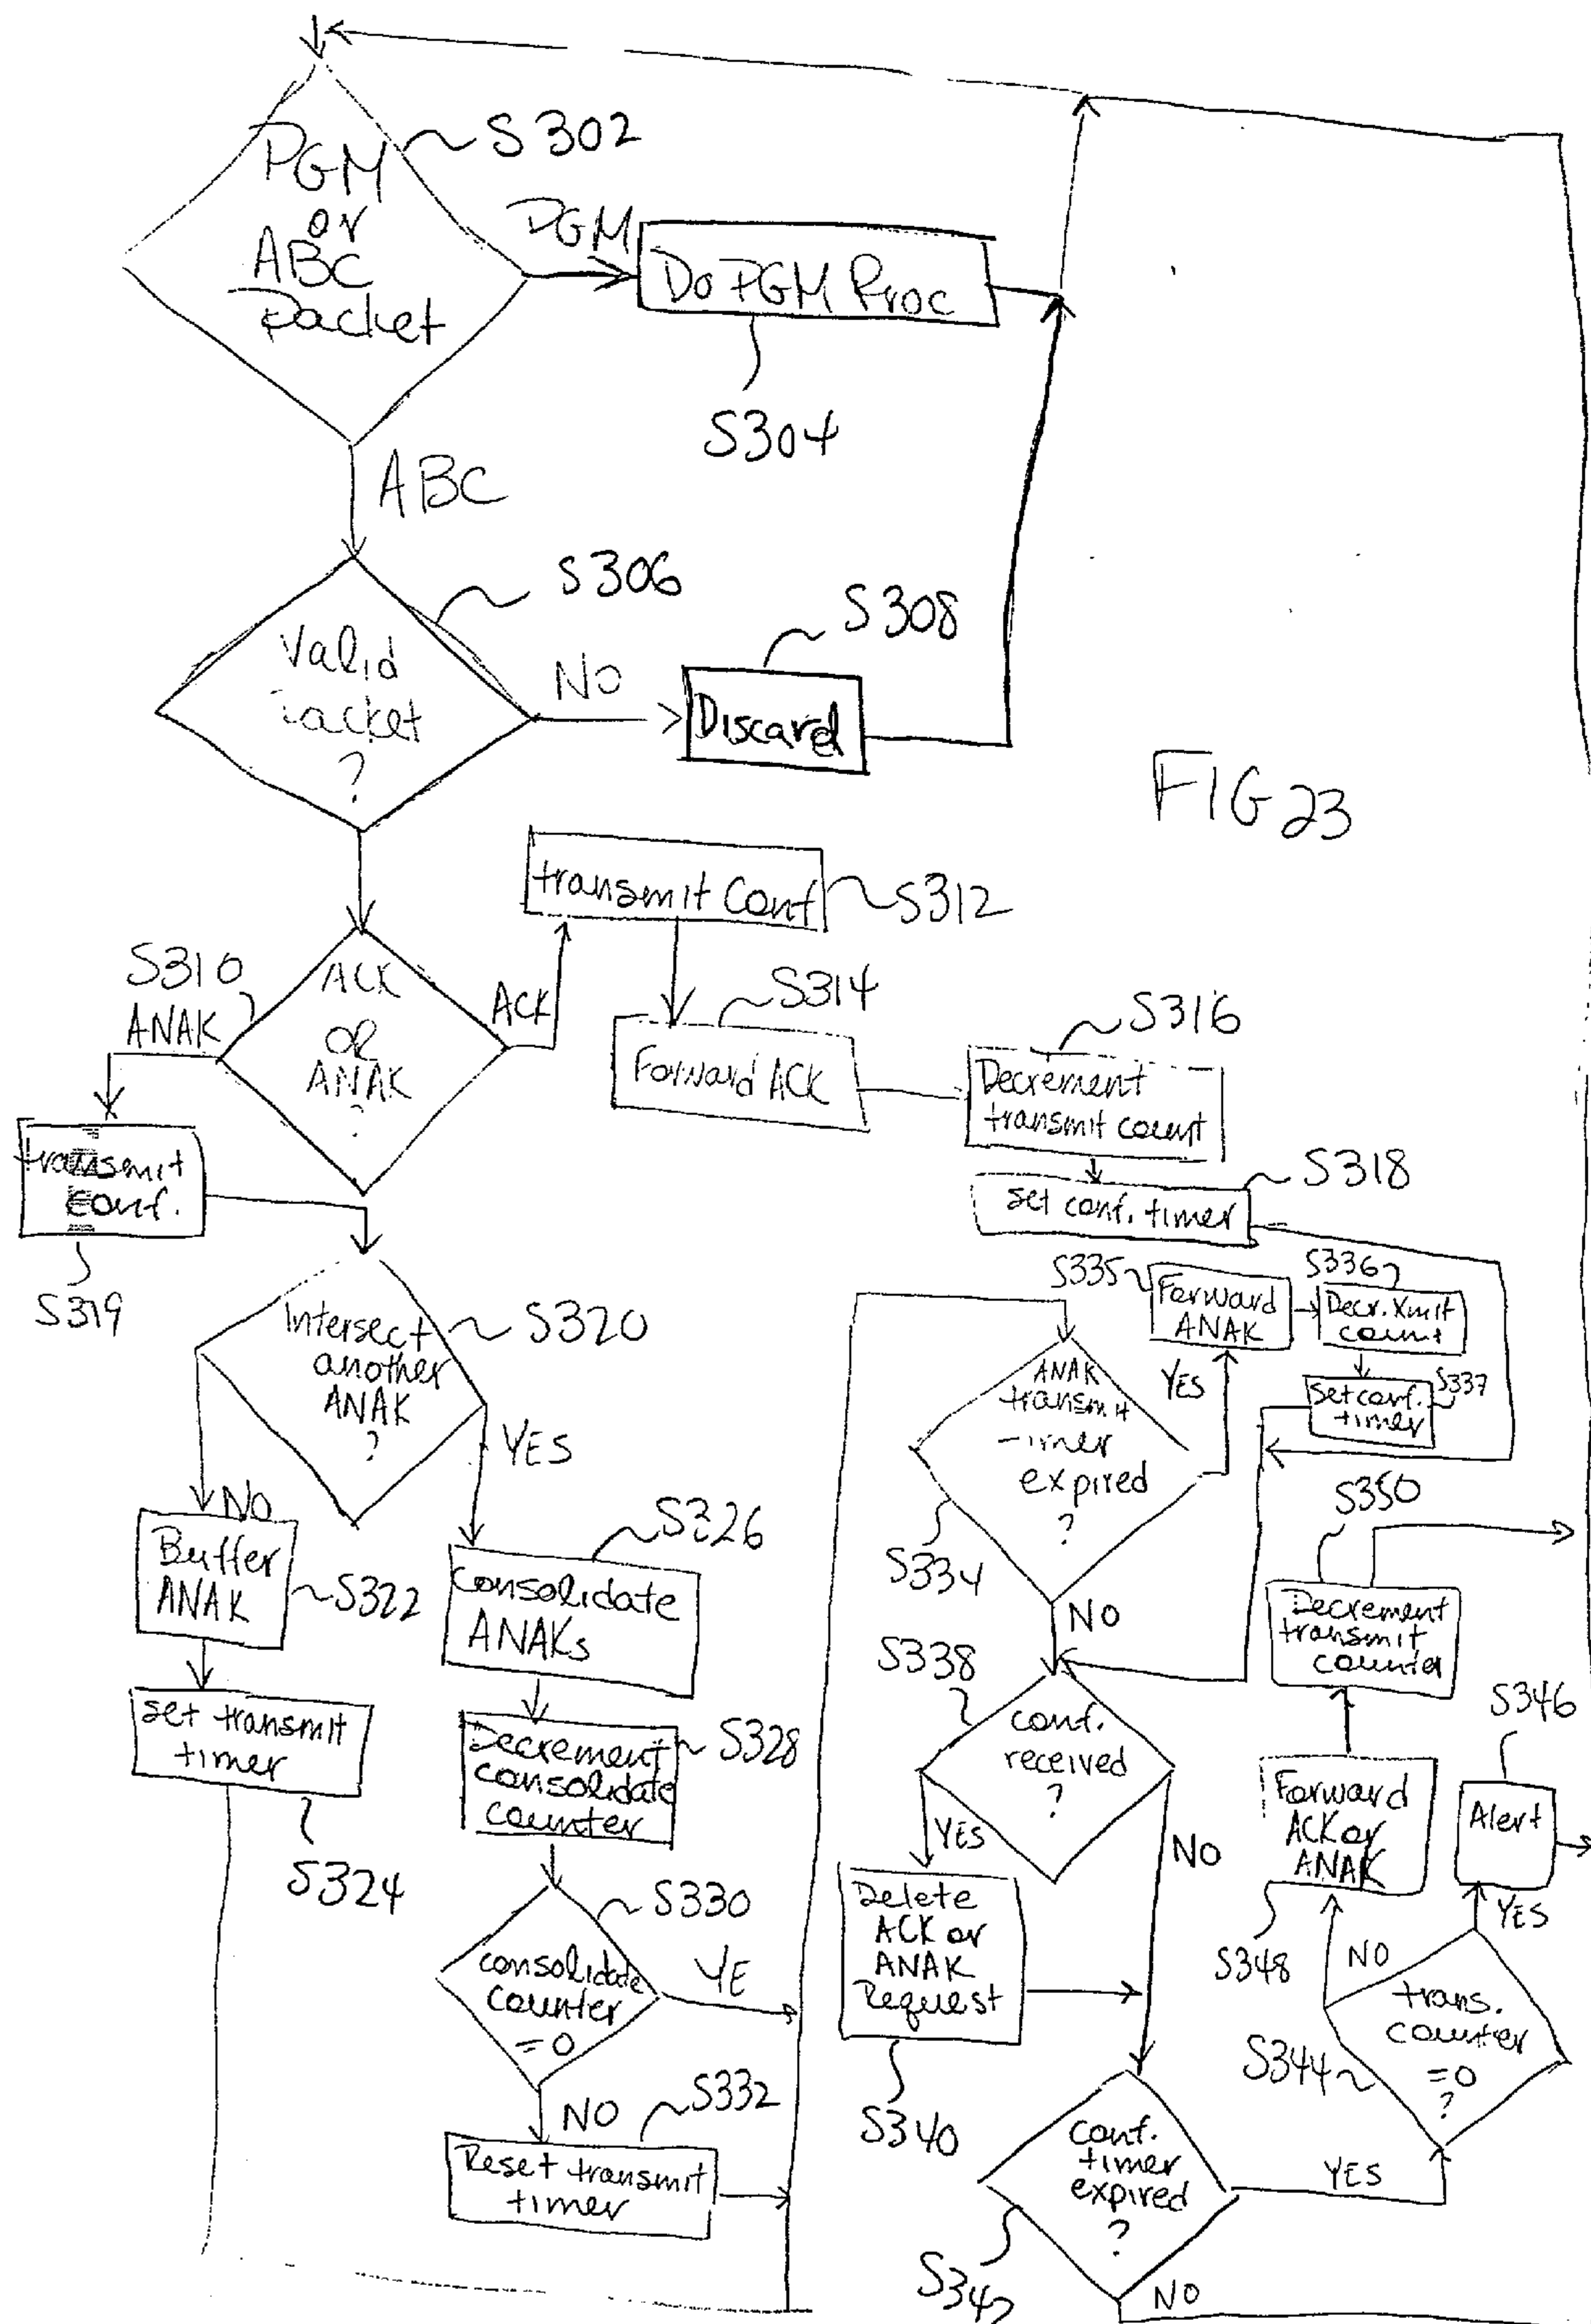 PGM
or
ABC
Packet
S302
PGM
Do PGM Proc
S304
ABC
S306
Valid
Packet
?
NO
S308
Discard
FIG 23
transmit Conf
S312
S310
ANAK
ACK
OR
ANAK
?
ACK
S314
Forward ACK
S316
Decrement
transmit count
S318
set conf. timer
transmit
conf.
S319
Intersect
another
ANAK
?
S320
YES
NO
Buffer
ANAK
S322
set transmit
timer
S324
S326
Consolidate
ANAKs
Decrement
consolidate
counter
S328
S330
consolidate
counter
=0
YE
NO
S332
Reset transmit
timer
S335
Forward
ANAK
S336
Decr. Xmit
count
Set conf.
timer
S337
YES
ANAK
transmit
timer
expired
?
S334
NO
S338
conf.
received
?
YES
NO
Delete
ACK or
ANAK
Request
S340
conf.
timer
expired
?
S342
YES
NO
S350
Decrement
transmit
counter
S346
Alert
Forward
ACK or
ANAK
S348
NO
YES
trans.
counter
=0
?
S344